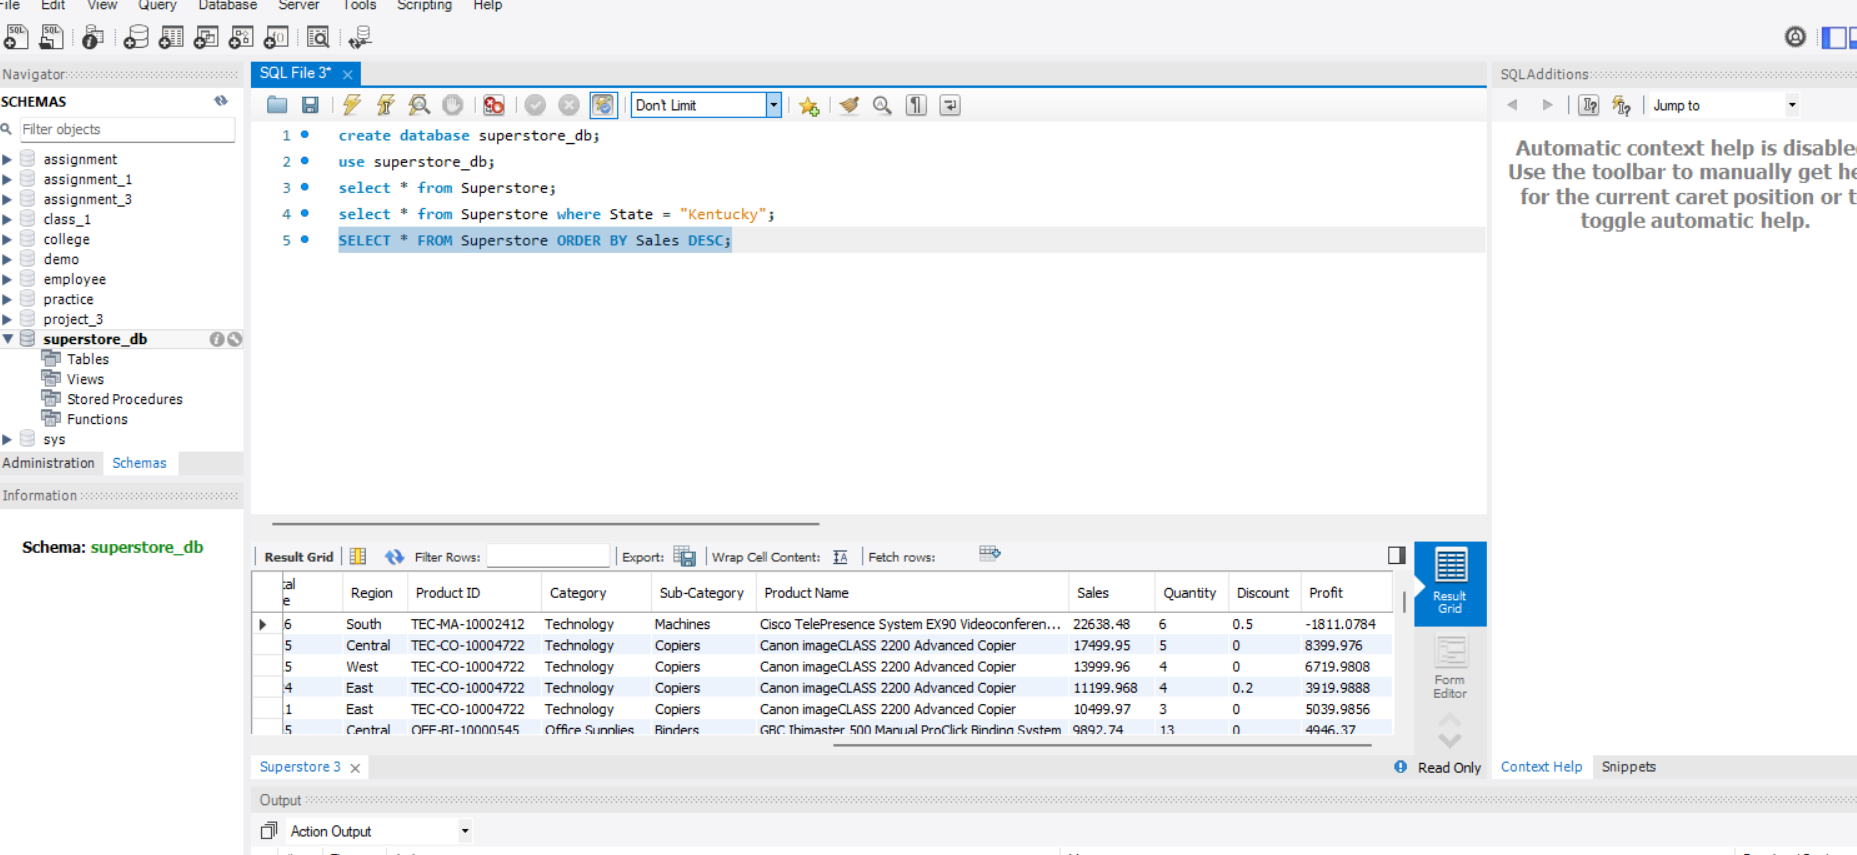 File Edit View Query Database Server Tools Scripting Help
Navigator
SCHEMAS
Filter objects
assignment
assignment_1
assignment_3
class_1
college
demo
employee
practice
project_3
superstore_db
Tables
Views
Stored Procedures
Functions
sys
Administration Schemas
Information
Schema: superstore_db
SQL File 3*
Don't Limit
1 create database superstore_db;
2 use superstore_db;
3 select * from Superstore;
4 select * from Superstore where State = "Kentucky";
5 SELECT * FROM Superstore ORDER BY Sales DESC;
Result Grid Filter Rows: Export: Wrap Cell Content: Fetch rows:
Region Product ID Category Sub-Category Product Name Sales Quantity Discount Profit
6 South TEC-MA-10002412 Technology Machines Cisco TelePresence System EX90 Videoconferen... 22638.48 6 0.5 -1811.0784
5 Central TEC-CO-10004722 Technology Copiers Canon imageCLASS 2200 Advanced Copier 17499.95 5 0 8399.976
5 West TEC-CO-10004722 Technology Copiers Canon imageCLASS 2200 Advanced Copier 13999.96 4 0 6719.9808
4 East TEC-CO-10004722 Technology Copiers Canon imageCLASS 2200 Advanced Copier 11199.968 4 0.2 3919.9888
1 East TEC-CO-10004722 Technology Copiers Canon imageCLASS 2200 Advanced Copier 10499.97 3 0 5039.9856
5 Central OFF-BI-10000545 Office Supplies Binders GBC Ibimaster 500 Manual ProClick Binding System 9892.74 13 0 4946.37
Result
Grid
Form
Editor
Superstore 3
Read Only
Output
Action Output
SQLAdditions
Jump to
Automatic context help is disabled
Use the toolbar to manually get
for the current caret position or
toggle automatic help.
Context Help Snippets